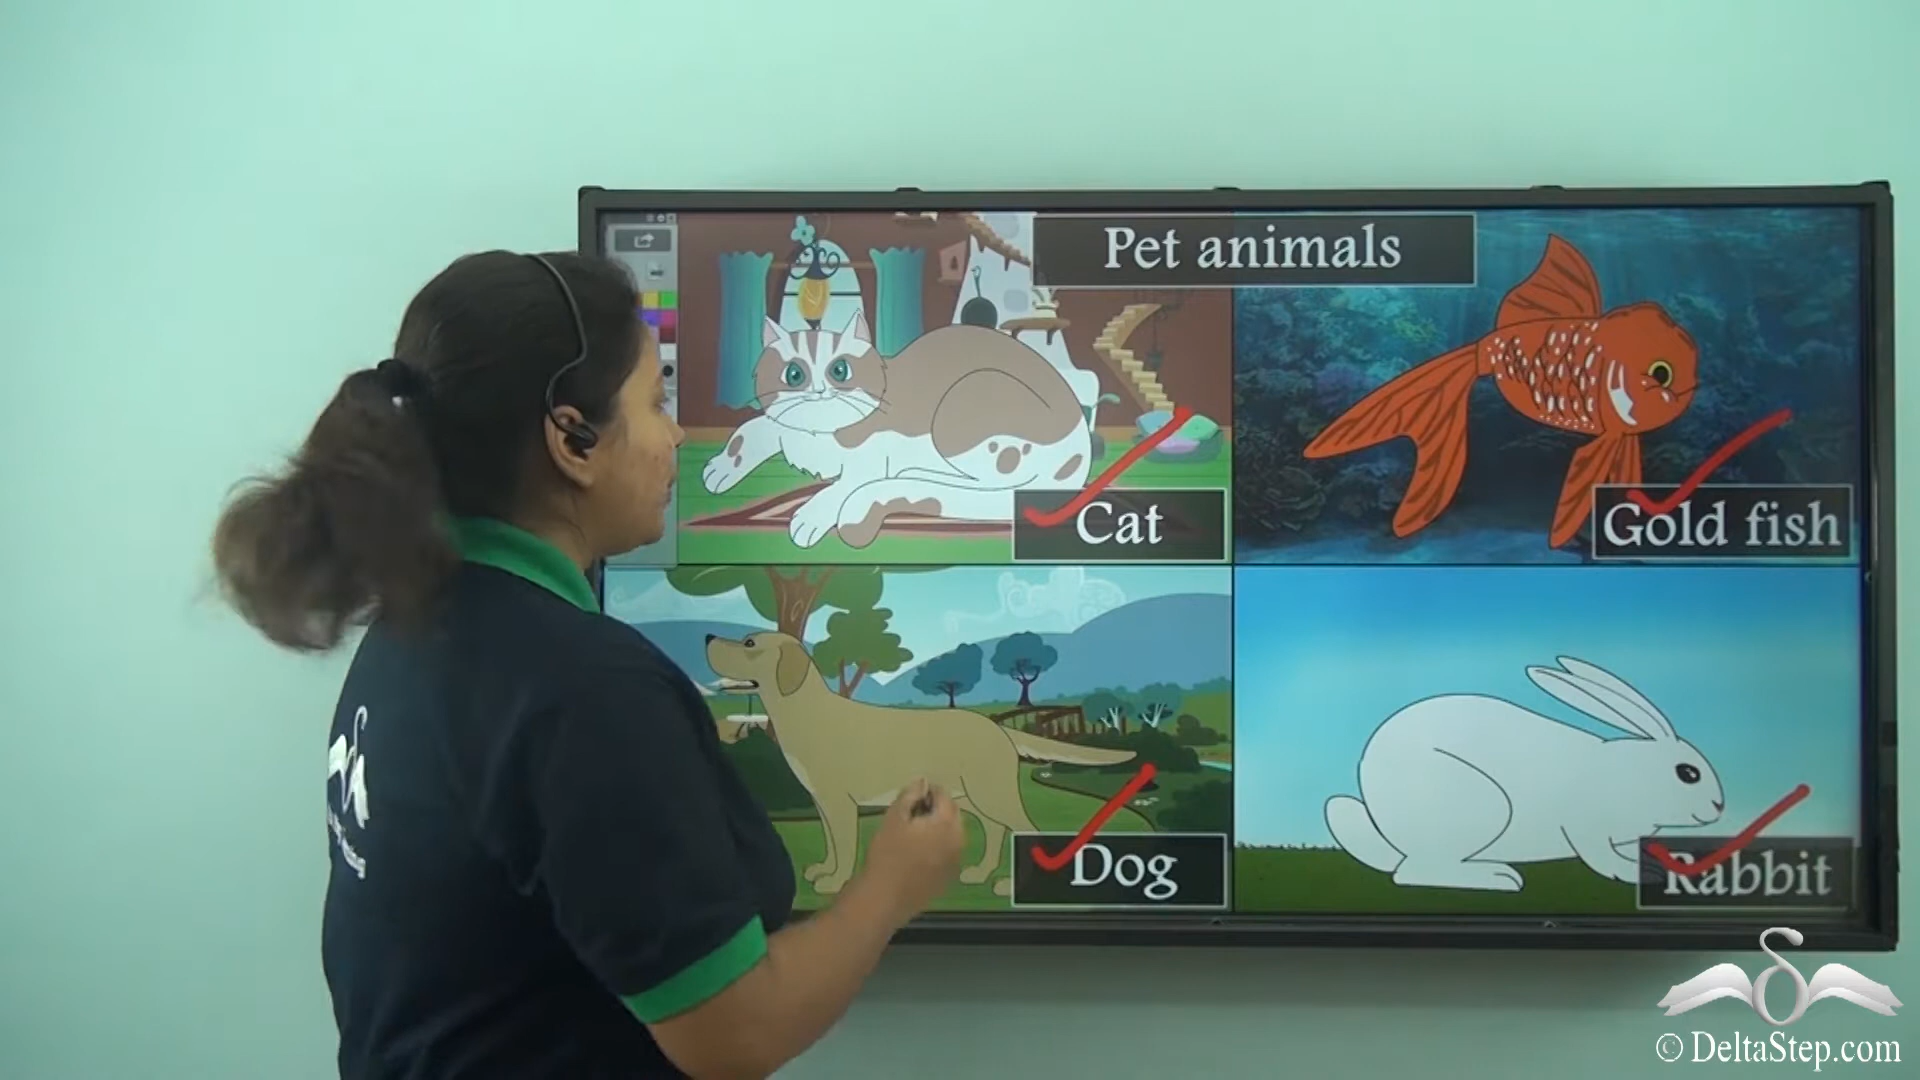 Pet animals
Cat
Gold fish
Dog
Rabbit
© DeltaStep.com